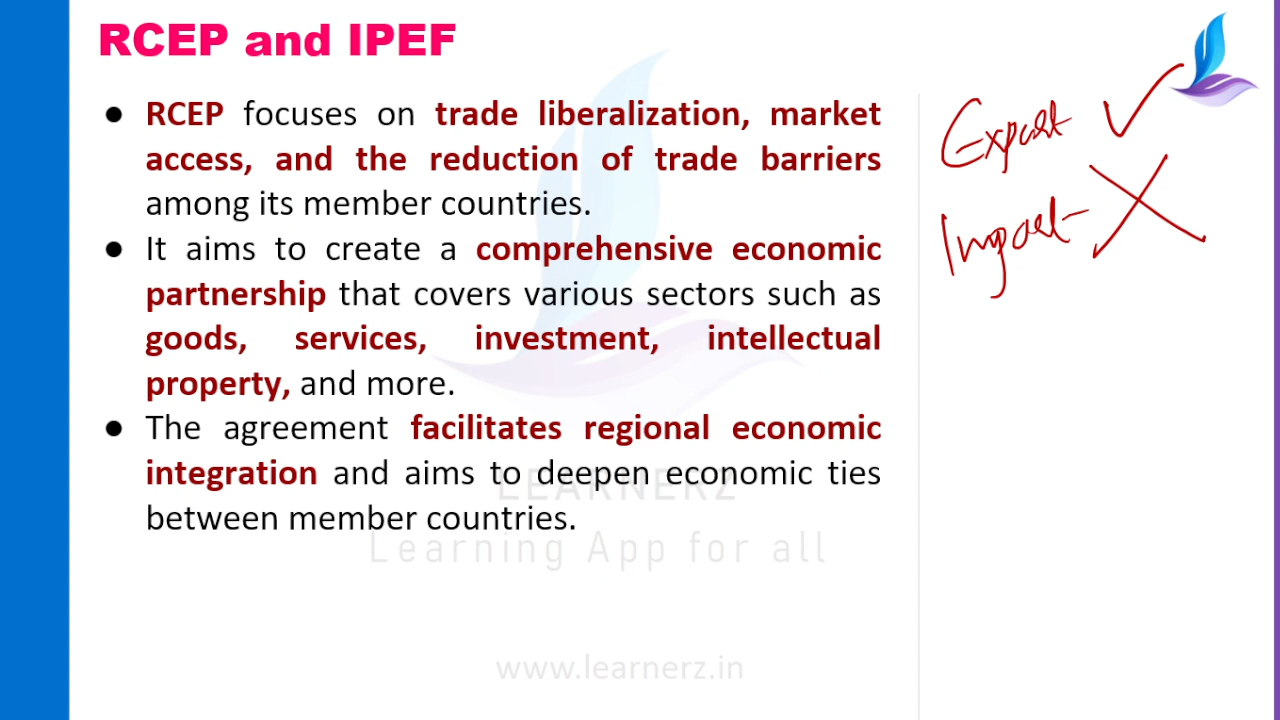 RCEP and IPEF
● RCEP focuses on trade liberalization, market
access, and the reduction of trade barriers
among its member countries.
● It aims to create a comprehensive economic
partnership that covers various sectors such as
goods, services, investment, intellectual
property, and more.
● The agreement facilitates regional economic
integration and aims to deepen economic ties
between member countries.
LEARNERZ
Learning App for all
www.learnerz.in
Export ✓
Import - X